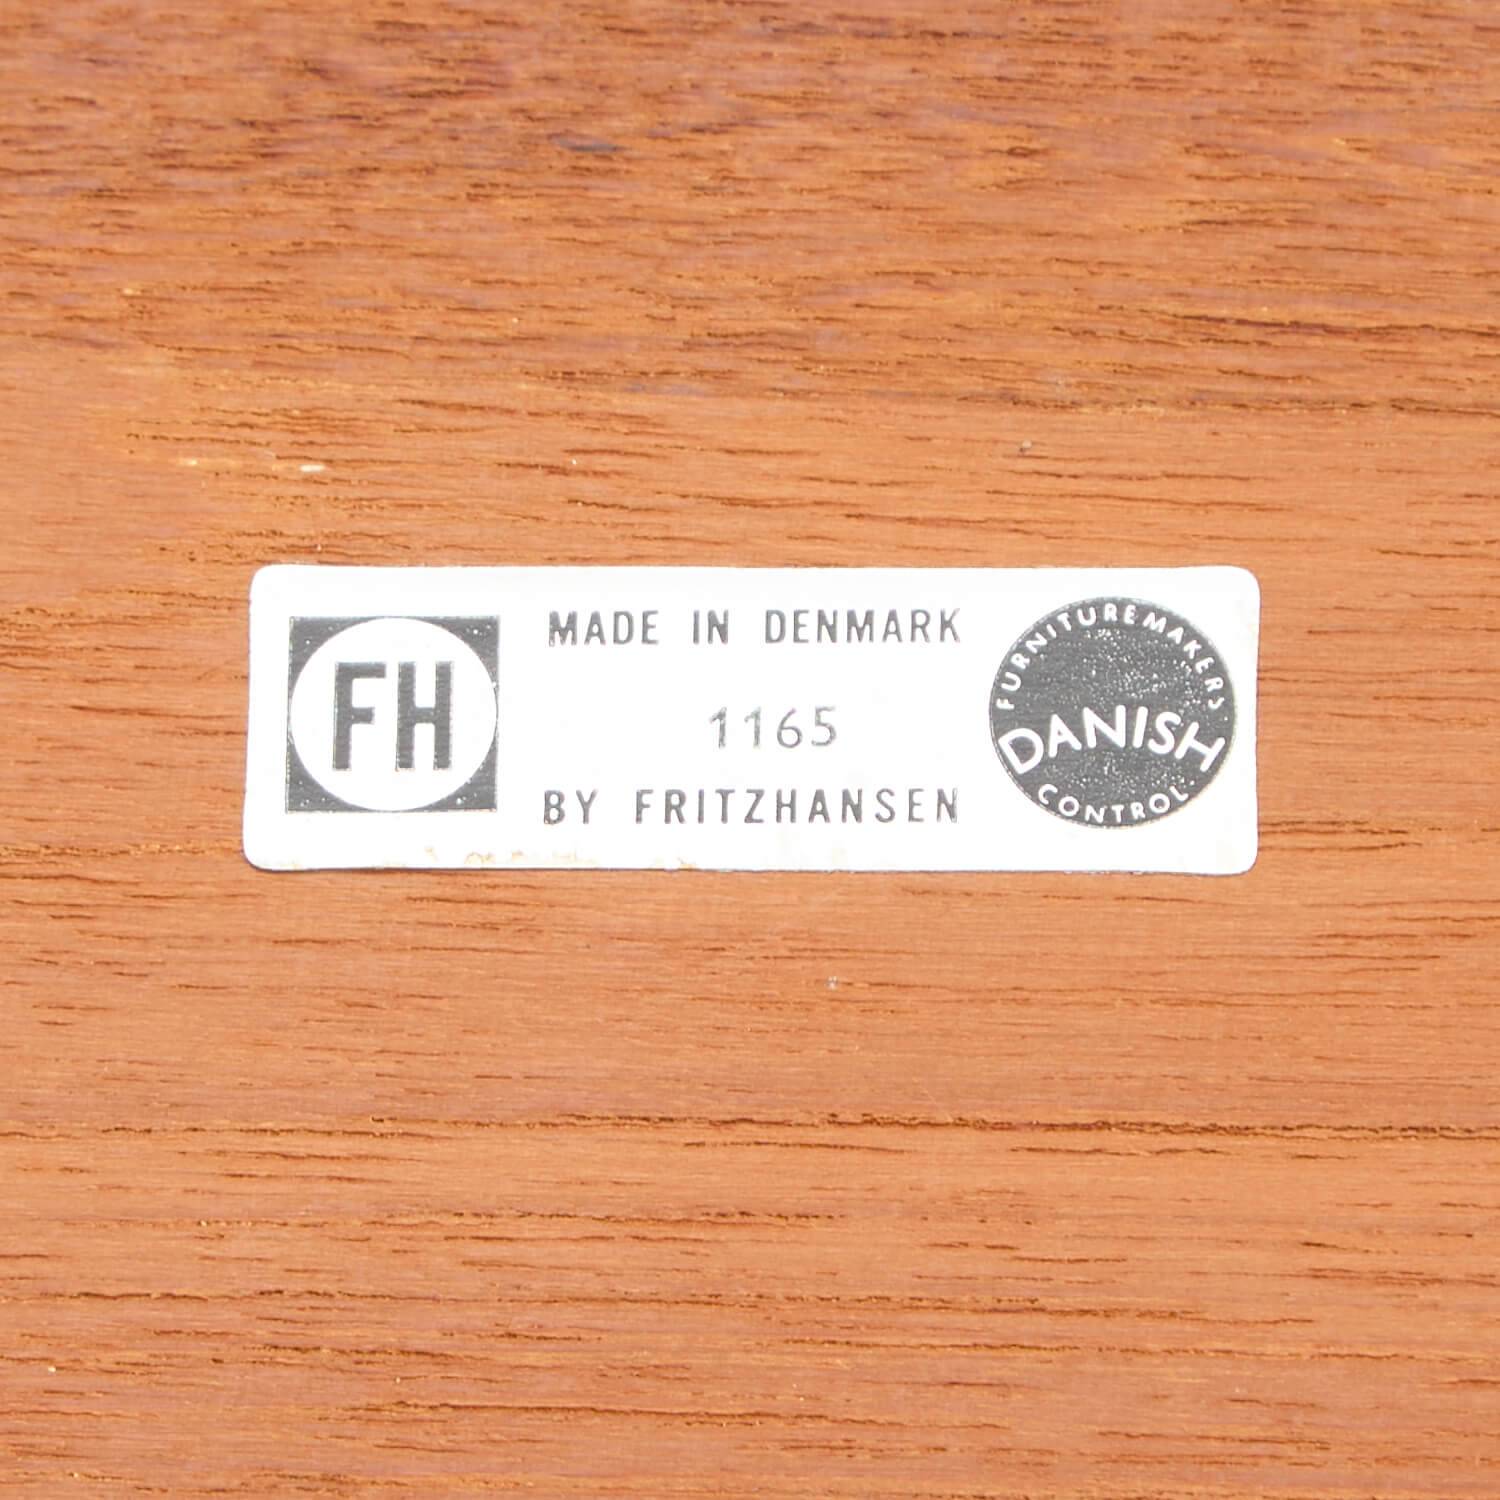 FH
MADE IN DENMARK
1165
BY FRITZHANSEN
FURNITUREMAKERS
DANISH
CONTROL